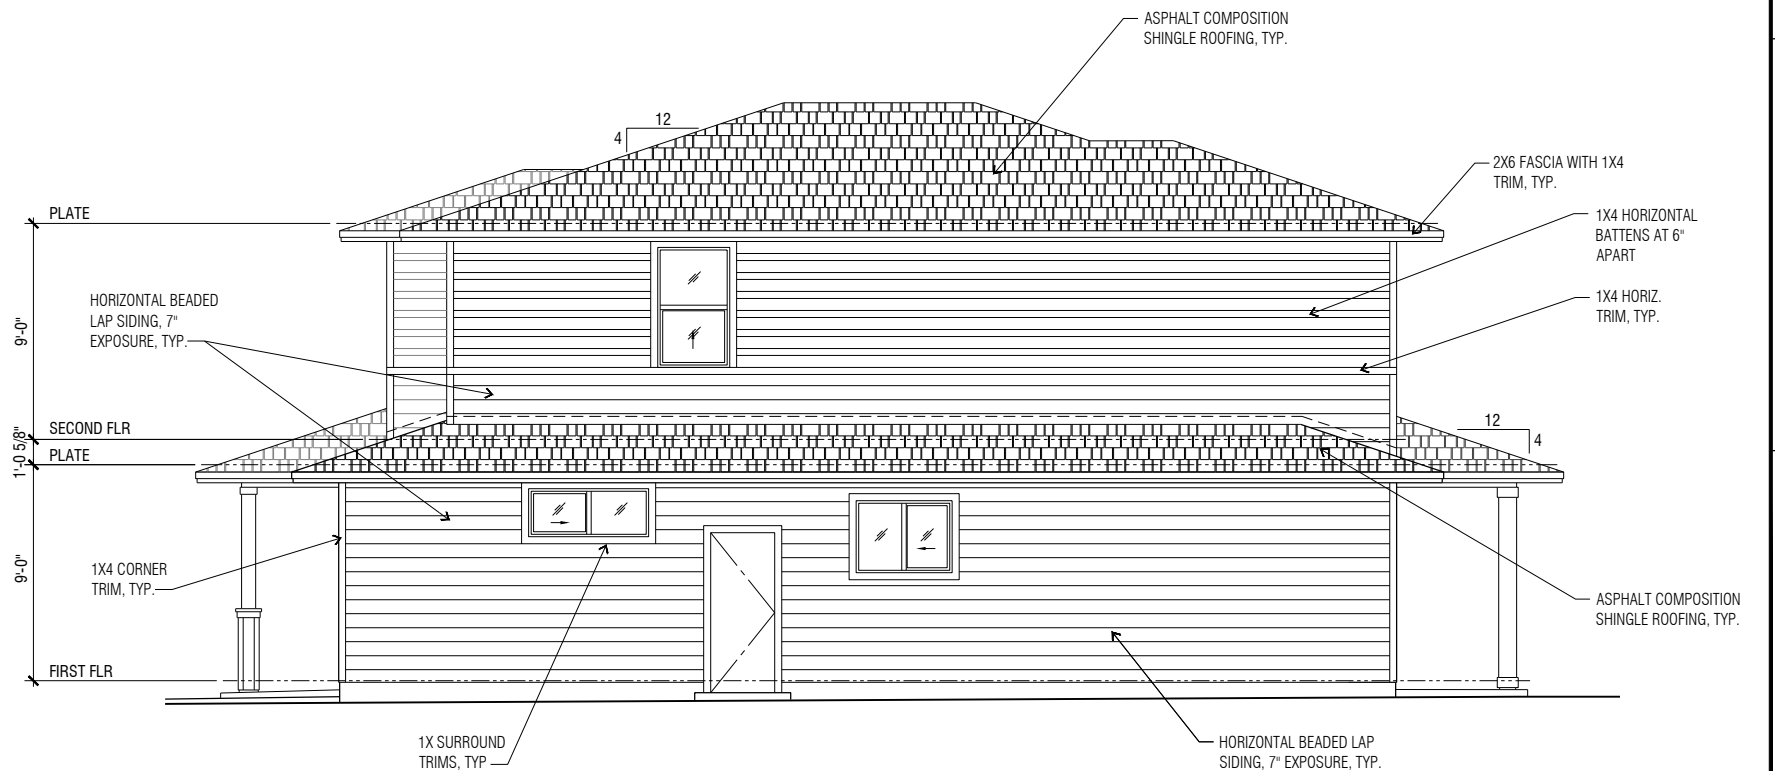 ASPHALT COMPOSITION
SHINGLE ROOFING, TYP.
12
4
2X6 FASCIA WITH 1X4
TRIM, TYP.
PLATE
1X4 HORIZONTAL
BATTENS AT 6"
APART
HORIZONTAL BEADED
LAP SIDING, 7"
EXPOSURE, TYP.
1X4 HORIZ.
TRIM, TYP.
9'-0"
12
4
SECOND FLR
1'-0 5/8"
PLATE
9'-0"
1X4 CORNER
TRIM, TYP.
ASPHALT COMPOSITION
SHINGLE ROOFING, TYP.
FIRST FLR
1X SURROUND
TRIMS, TYP
HORIZONTAL BEADED LAP
SIDING, 7" EXPOSURE, TYP.